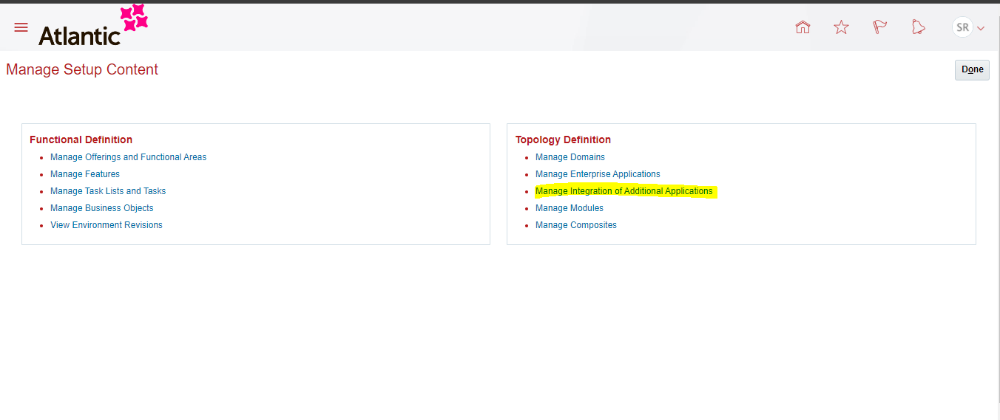 Atlantic
SR
Manage Setup Content
Done
Functional Definition
Manage Offerings and Functional Areas
Manage Features
Manage Task Lists and Tasks
Manage Business Objects
View Environment Revisions
Topology Definition
Manage Domains
Manage Enterprise Applications
Manage Integration of Additional Applications
Manage Modules
Manage Composites